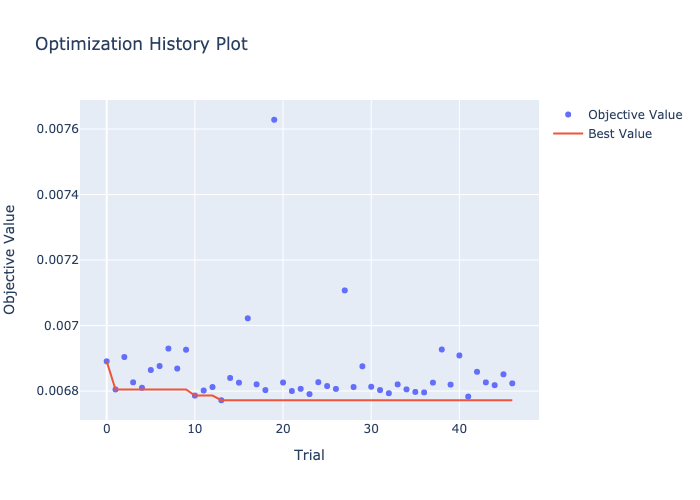 Optimization History Plot
Objective Value
Best Value
0.0076
0.0074
0.0072
0.007
0.0068
Objective Value
0
10
20
30
40
Trial